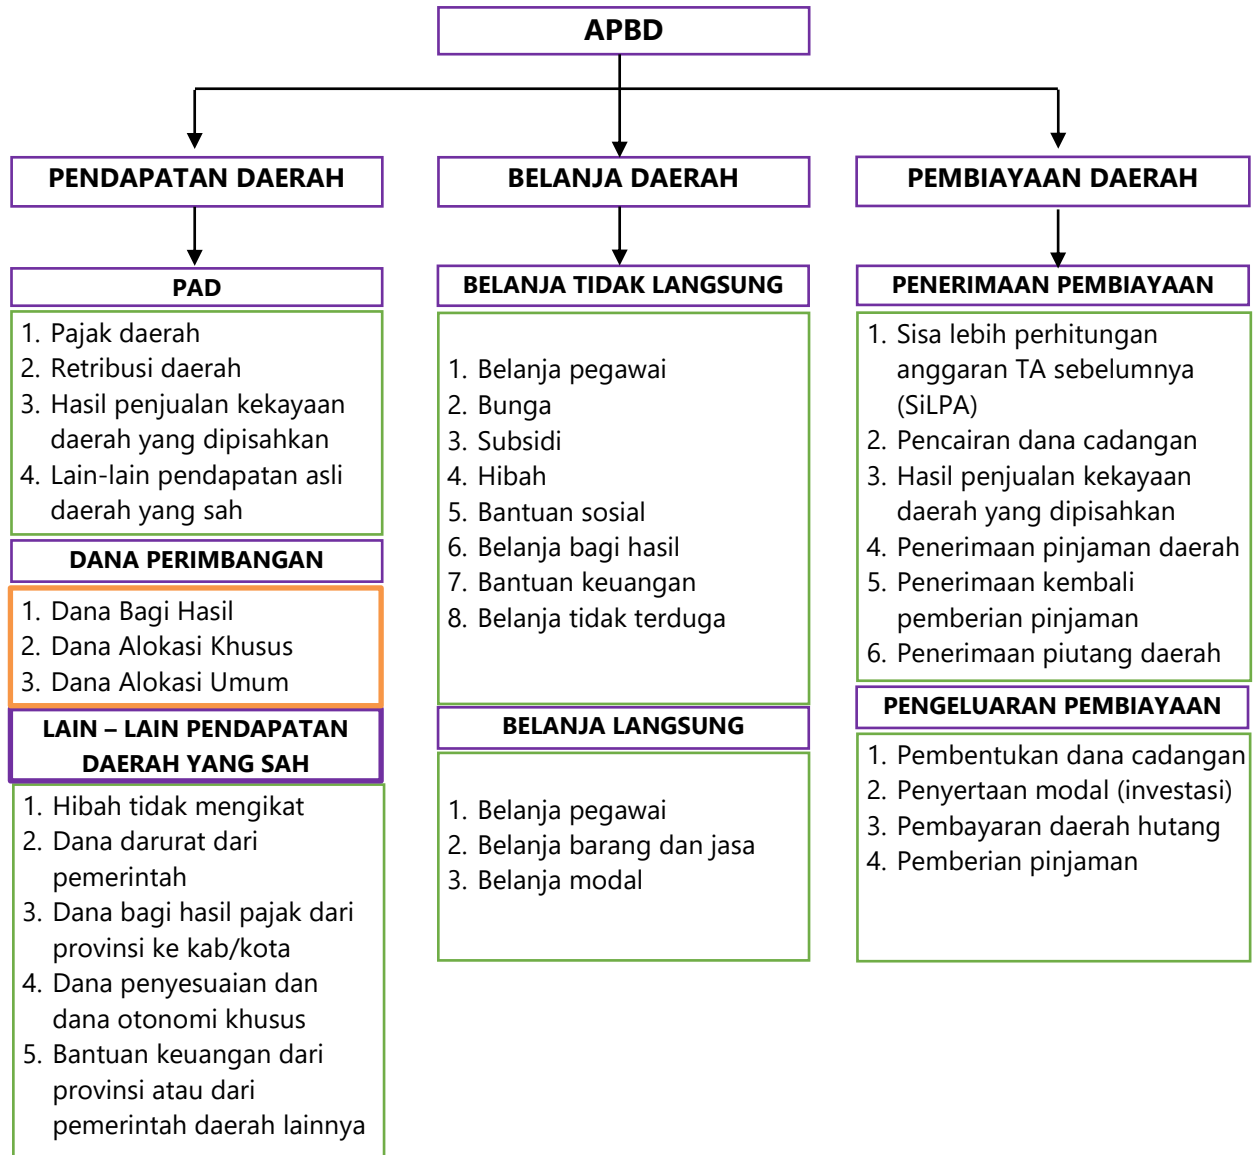 APBD
PENDAPATAN DAERAH
PAD
1. Pajak daerah
2. Retribusi daerah
3. Hasil penjualan kekayaan
daerah yang dipisahkan
4. Lain-lain pendapatan asli
daerah yang sah
DANA PERIMBANGAN
1. Dana Bagi Hasil
2. Dana Alokasi Khusus
3. Dana Alokasi Umum
LAIN – LAIN PENDAPATAN
DAERAH YANG SAH
1. Hibah tidak mengikat
2. Dana darurat dari
pemerintah
3. Dana bagi hasil pajak dari
provinsi ke kab/kota
4. Dana penyesuaian dan
dana otonomi khusus
5. Bantuan keuangan dari
provinsi atau dari
pemerintah daerah lainnya
BELANJA DAERAH
BELANJA TIDAK LANGSUNG
1. Belanja pegawai
2. Bunga
3. Subsidi
4. Hibah
5. Bantuan sosial
6. Belanja bagi hasil
7. Bantuan keuangan
8. Belanja tidak terduga
BELANJA LANGSUNG
1. Belanja pegawai
2. Belanja barang dan jasa
3. Belanja modal
PEMBIAYAAN DAERAH
PENERIMAAN PEMBIAYAAN
1. Sisa lebih perhitungan
anggaran TA sebelumnya
(SiLPA)
2. Pencairan dana cadangan
3. Hasil penjualan kekayaan
daerah yang dipisahkan
4. Penerimaan pinjaman daerah
5. Penerimaan kembali
pemberian pinjaman
6. Penerimaan piutang daerah
PENGELUARAN PEMBIAYAAN
1. Pembentukan dana cadangan
2. Penyertaan modal (investasi)
3. Pembayaran daerah hutang
4. Pemberian pinjaman